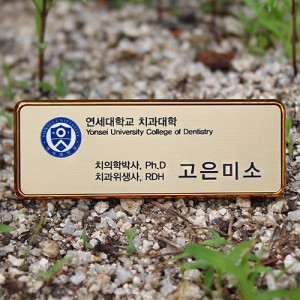 연세대학교 치과대학
Yonsei University College of Dentistry
치의학박사, Ph.D
치과위생사, RDH
고은미소